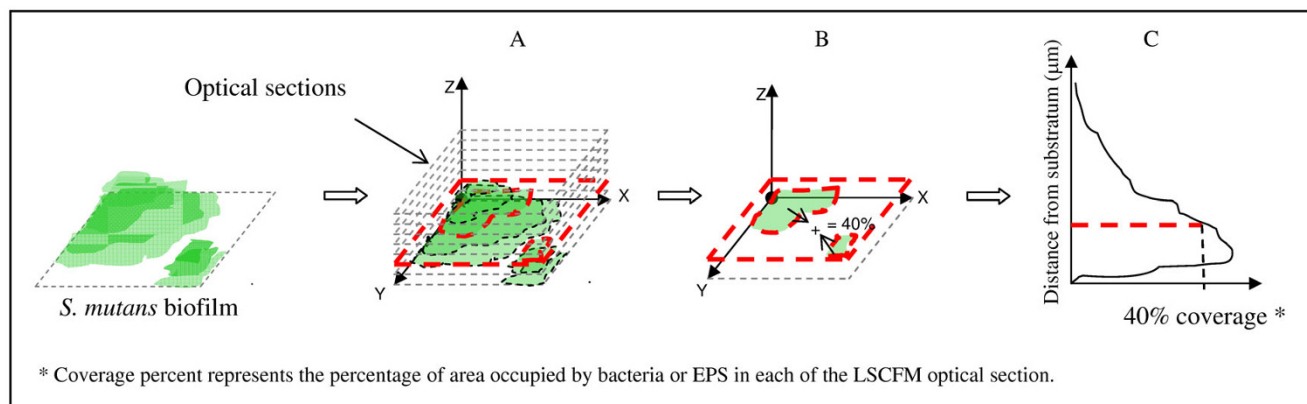 A
B
C
Optical sections
Z
X
Y
Z
X
Y
+ = 40%
Distance from substratum (µm)
S. mutans biofilm
40% coverage *
* Coverage percent represents the percentage of area occupied by bacteria or EPS in each of the LSCFM optical section.